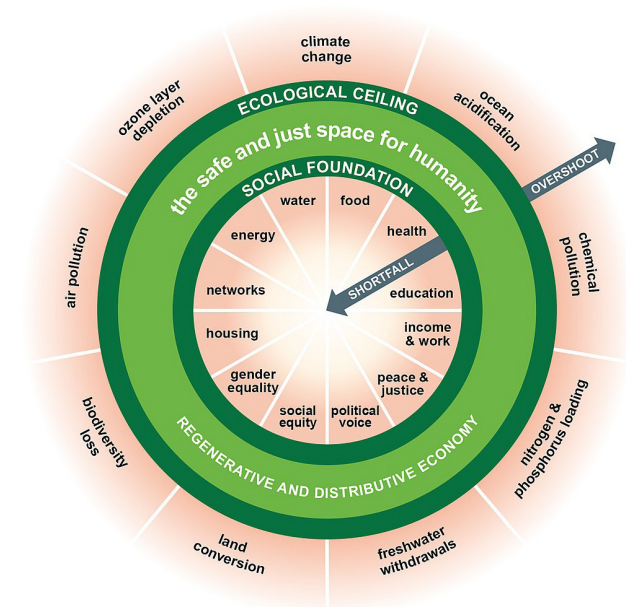 climate
change
ozone layer
depletion
ocean
acidification
ECOLOGICAL CEILING
the safe and just space for humanity
OVERSHOOT
SOCIAL FOUNDATION
water
food
energy
health
air pollution
chemical
pollution
SHORTFALL
networks
education
housing
income
& work
gender
equality
peace &
justice
social
equity
political
voice
biodiversity
loss
nitrogen &
phosphorus loading
REGENERATIVE AND DISTRIBUTIVE ECONOMY
land
conversion
freshwater
withdrawals